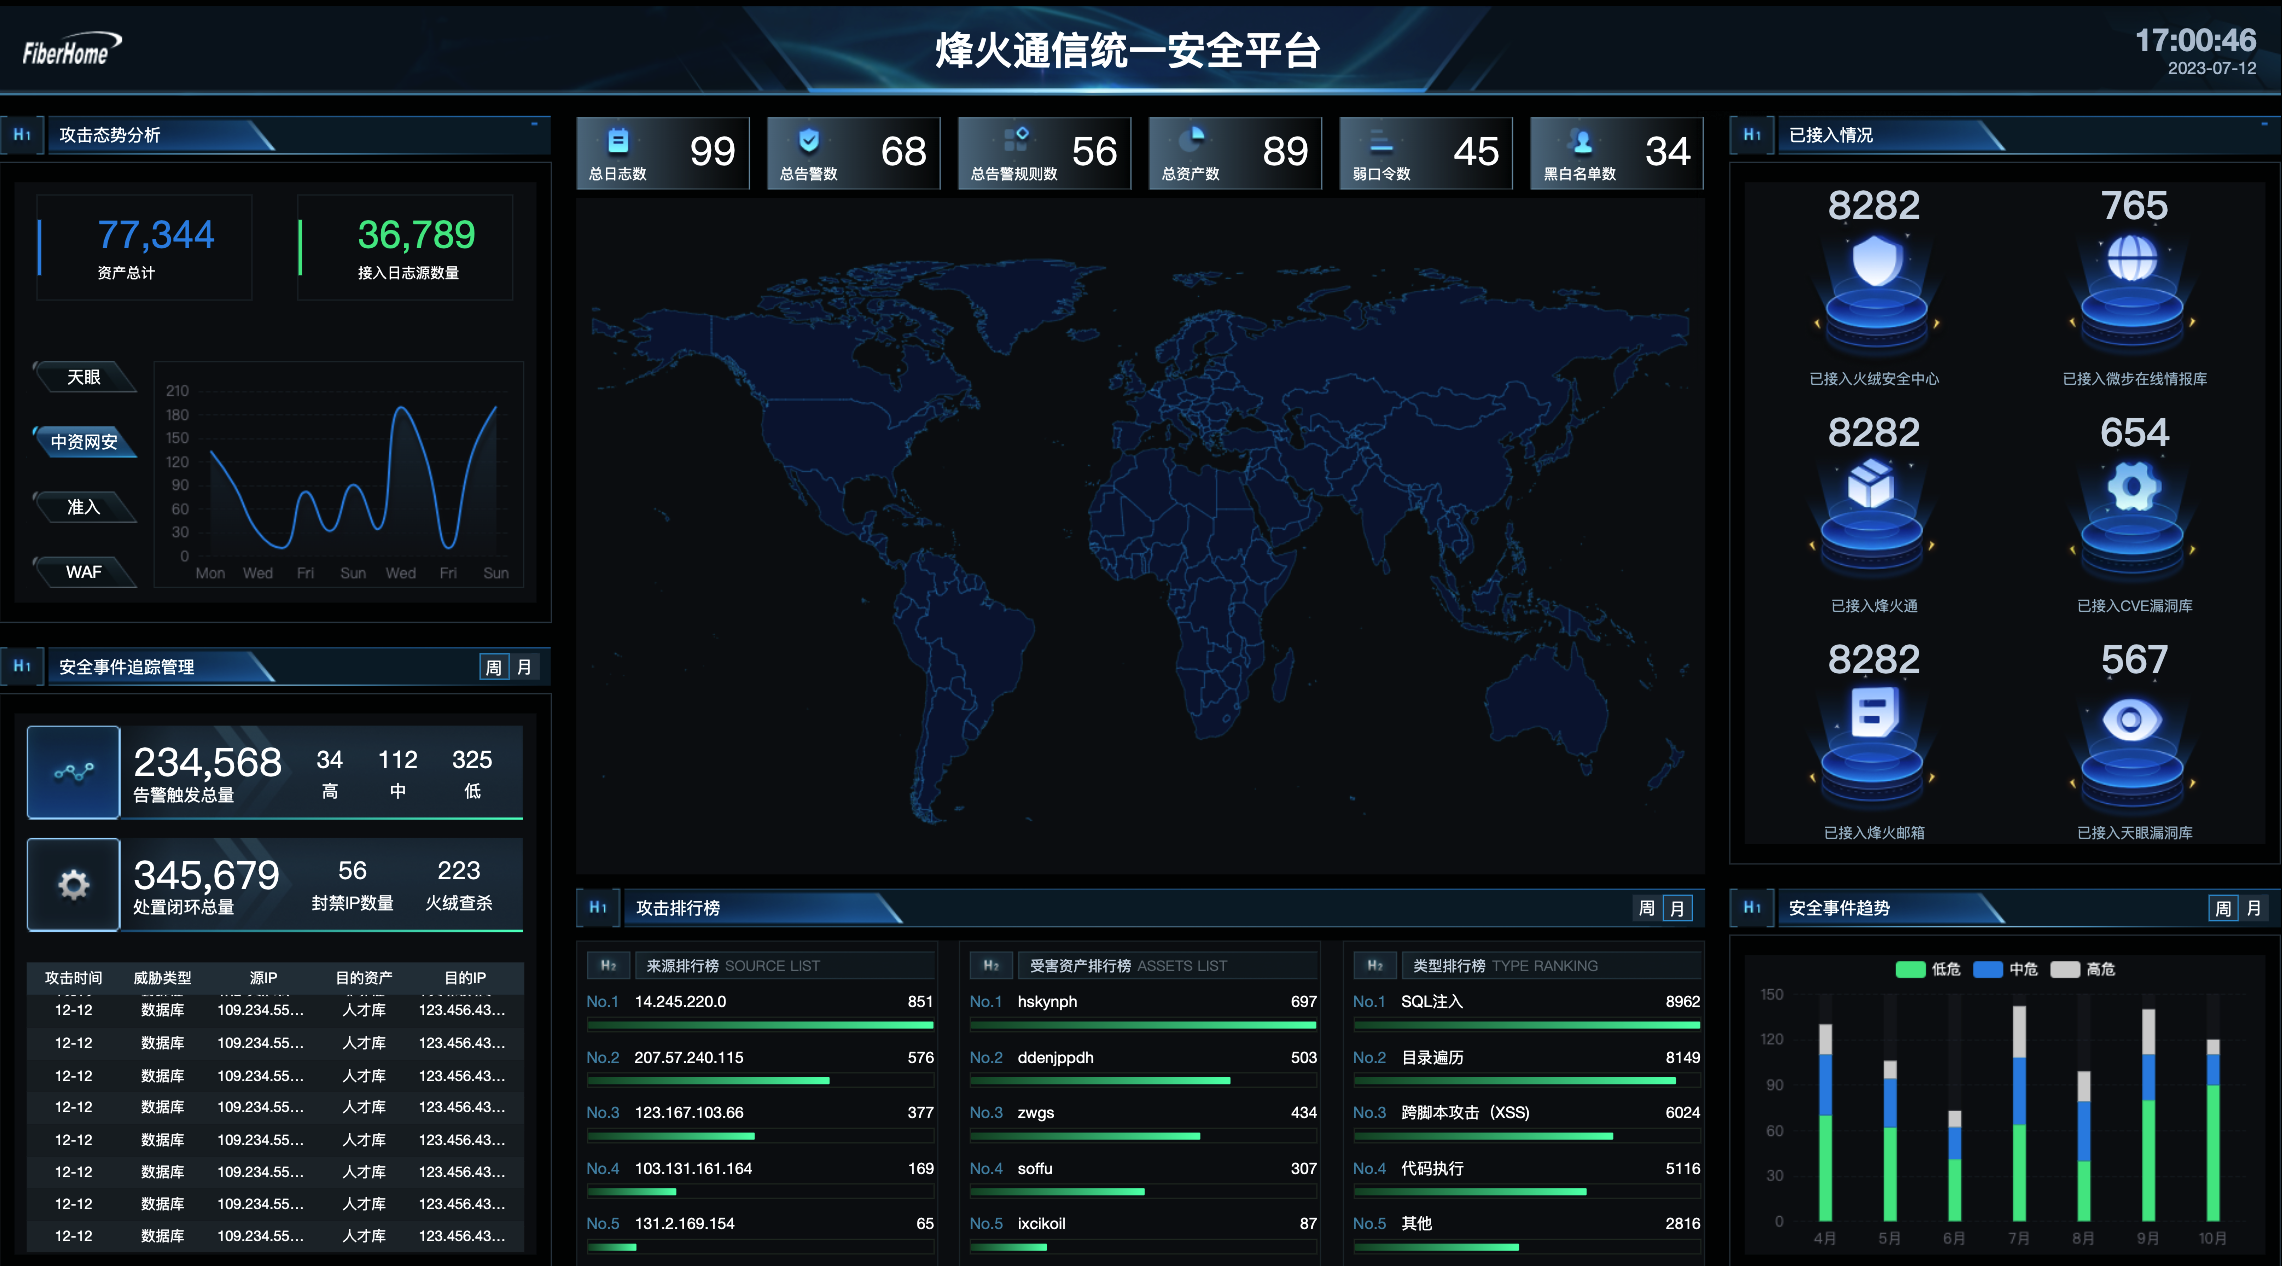 FiberHome
烽火通信统一安全平台
17:00:46
2023-07-12
H1 攻击态势分析
77,344
资产总计
36,789
接入日志源数量
天眼
中资网安
准入
WAF
210
180
150
120
90
60
30
0
Mon Wed Fri Sun Wed Fri Sun
H1 安全事件追踪管理 周 月
234,568
告警触发总量
34 112 325
高 中 低
345,679
处置闭环总量
56 223
封禁IP数量 火绒查杀
攻击时间 威胁类型 源IP 目的资产 目的IP
12-12 数据库 109.234.55... 人才库 123.456.43...
12-12 数据库 109.234.55... 人才库 123.456.43...
12-12 数据库 109.234.55... 人才库 123.456.43...
12-12 数据库 109.234.55... 人才库 123.456.43...
12-12 数据库 109.234.55... 人才库 123.456.43...
12-12 数据库 109.234.55... 人才库 123.456.43...
12-12 数据库 109.234.55... 人才库 123.456.43...
12-12 数据库 109.234.55... 人才库 123.456.43...
总日志数 99
总告警数 68
总告警规则数 56
总资产数 89
弱口令数 45
黑白名单数 34
H1 攻击排行榜 周 月
H2 来源排行榜 SOURCE LIST
No.1 14.245.220.0 851
No.2 207.57.240.115 576
No.3 123.167.103.66 377
No.4 103.131.161.164 169
No.5 131.2.169.154 65
H2 受害资产排行榜 ASSETS LIST
No.1 hskynph 697
No.2 ddenjppdh 503
No.3 zwgs 434
No.4 soffu 307
No.5 ixcikoil 87
H2 类型排行榜 TYPE RANKING
No.1 SQL注入 8962
No.2 目录遍历 8149
No.3 跨脚本攻击（XSS) 6024
No.4 代码执行 5116
No.5 其他 2816
H1 已接入情况
8282
已接入火绒安全中心
765
已接入微步在线情报库
8282
已接入烽火通
654
已接入CVE漏洞库
8282
已接入烽火邮箱
567
已接入天眼漏洞库
H1 安全事件趋势 周 月
低危 中危 高危
150
120
90
60
30
0
4月 5月 6月 7月 8月 9月 10月